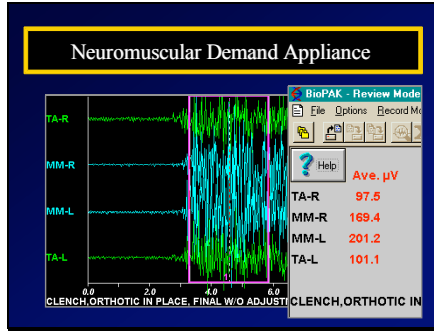 Neuromuscular Demand Appliance
BioPAK - Review Mode
File Options Record Mo
Help
Ave. µV
TA-R 97.5
MM-R 169.4
MM-L 201.2
TA-L 101.1
CLENCH,ORTHOTIC IN
TA-R
MM-R
MM-L
TA-L
0.0 2.0 4.0 6.0
CLENCH,ORTHOTIC IN PLACE, FINAL W/O ADJUSTI